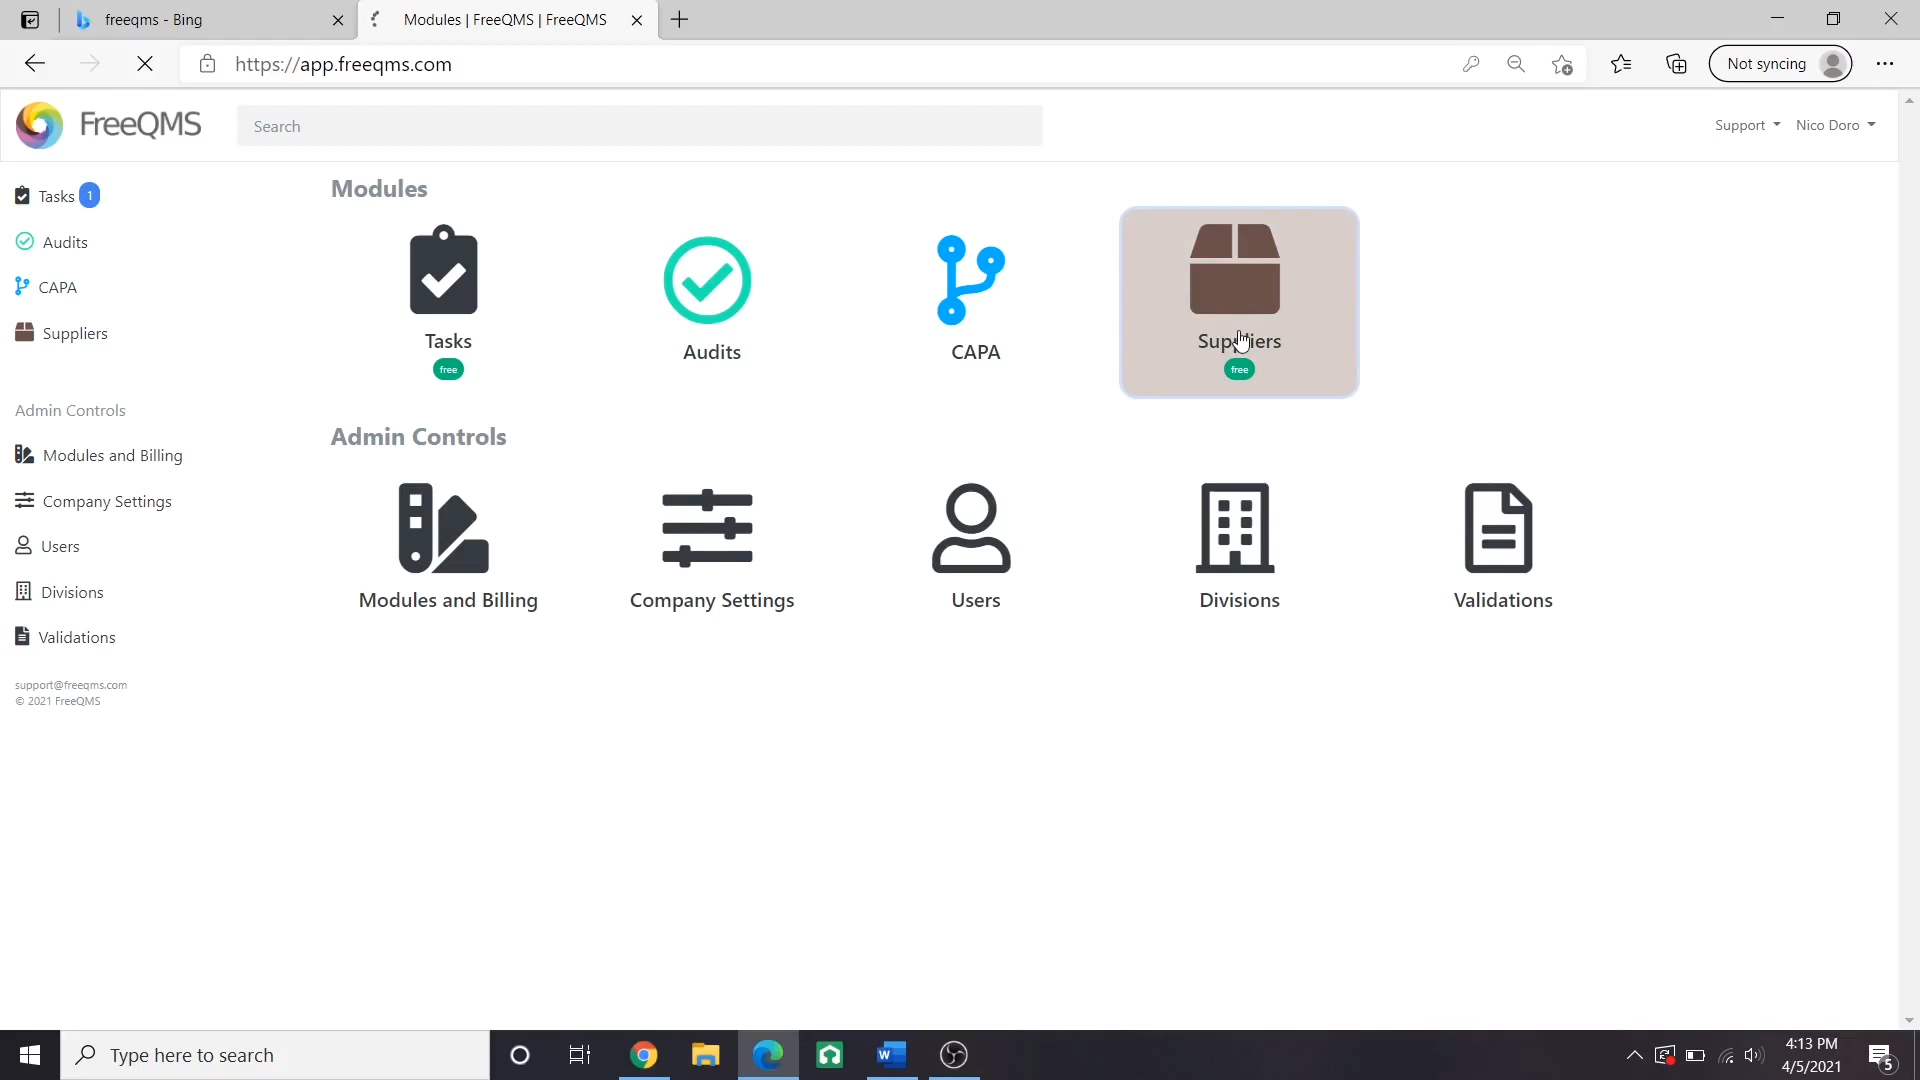 freeqms - Bing
Modules | FreeQMS | FreeQMS
https://app.freeqms.com
Not syncing
FreeQMS
Search
Support
Nico Doro
Tasks 1
Audits
CAPA
Suppliers
Admin Controls
Modules and Billing
Company Settings
Users
Divisions
Validations
support@freeqms.com
© 2021 FreeQMS
Modules
Tasks
free
Audits
CAPA
Suppliers
free
Admin Controls
Modules and Billing
Company Settings
Users
Divisions
Validations
Type here to search
4:13 PM
4/5/2021
5